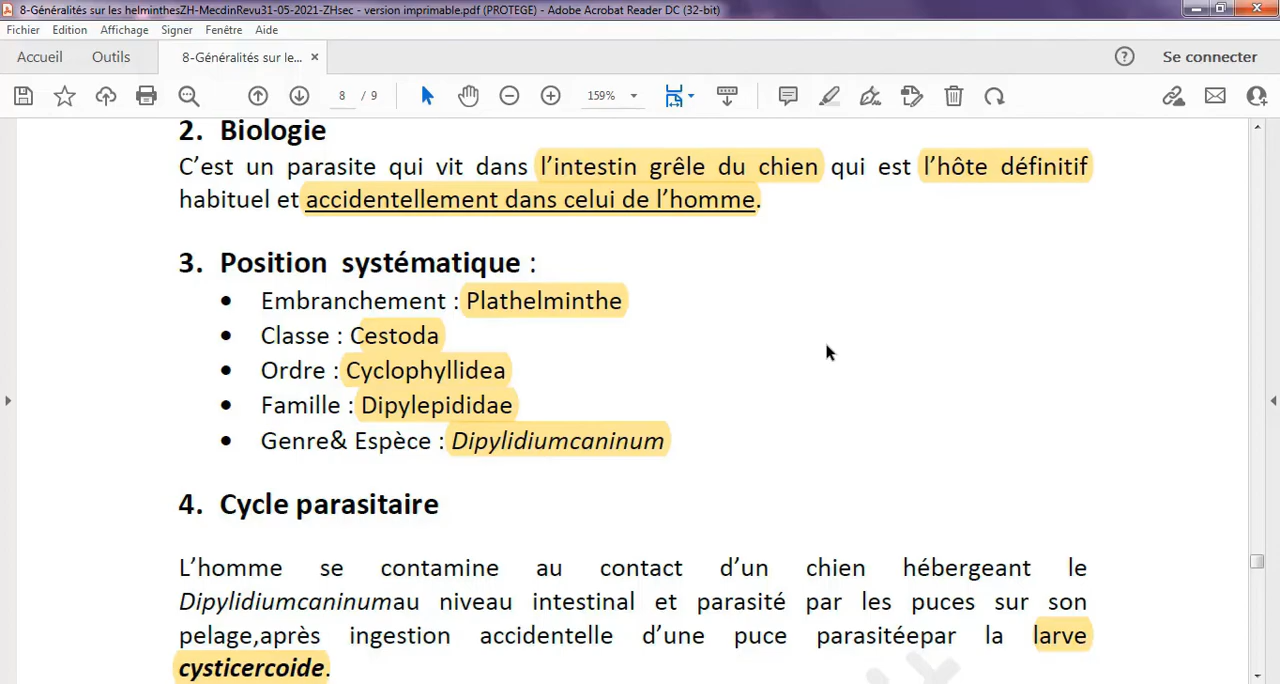 8-Généralités sur les helminthesZH-MecdinRevu31-05-2021-ZHsec - version imprimable.pdf (PROTEGE) - Adobe Acrobat Reader DC (32-bit)
Fichier Edition Affichage Signer Fenêtre Aide
Accueil Outils 8-Généralités sur le... × ? Se connecter
8 / 9 159%
2. Biologie
C’est un parasite qui vit dans l’intestin grêle du chien qui est l’hôte définitif
habituel et accidentellement dans celui de l’homme.
3. Position systématique :
• Embranchement : Plathelminthe
• Classe : Cestoda
• Ordre : Cyclophyllidea
• Famille : Dipylepididae
• Genre& Espèce : Dipylidiumcaninum
4. Cycle parasitaire
L’homme se contamine au contact d’un chien hébergeant le
Dipylidiumcaninumau niveau intestinal et parasité par les puces sur son
pelage,après ingestion accidentelle d’une puce parasitéepar la larve
cysticercoide.